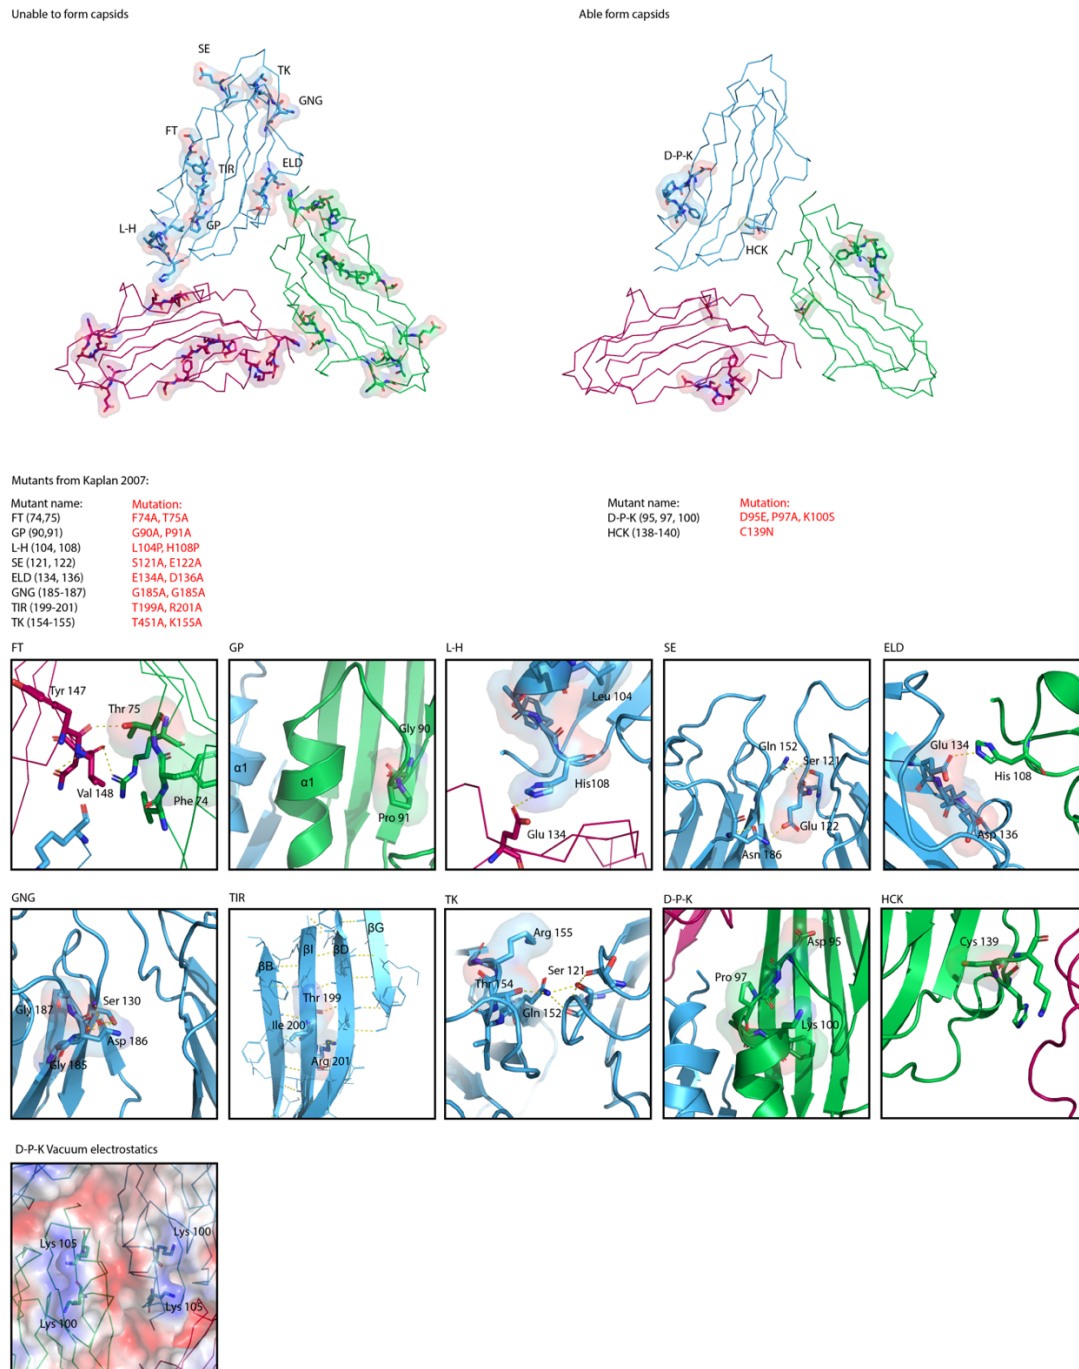 Unable to form capsids
Able form capsids
SE
TK
GNG
FT
TIR
ELD
L-H
GP
D-P-K
HCK
Mutants from Kaplan 2007:
Mutant name: Mutation:
FT (74,75) F74A, T75A
GP (90,91) G90A, P91A
L-H (104, 108) L104P, H108P
SE (121, 122) S121A, E122A
ELD (134, 136) E134A, D136A
GNG (185-187) G185A, G185A
TIR (199-201) T199A, R201A
TK (154-155) T451A, K155A
Mutant name: Mutation:
D-P-K (95, 97, 100) D95E, P97A, K100S
HCK (138-140) C139N
FT
Tyr 147
Thr 75
Val 148
Phe 74
GP
Gly 90
α1
α1
Pro 91
L-H
Leu 104
His108
Glu 134
SE
Gln 152
Ser 121
Glu 122
Asn 186
ELD
Glu 134
His 108
Asp 136
GNG
Gly 187
Ser 130
Asp 186
Gly 185
TIR
βG
βB
βI
βD
Thr 199
Ile 200
Arg 201
TK
Arg 155
Thr 154
Ser 121
Gln 152
D-P-K
Asp 95
Pro 97
Lys 100
HCK
Cys 139
D-P-K Vacuum electrostatics
Lys 100
Lys 105
Lys 105
Lys 100